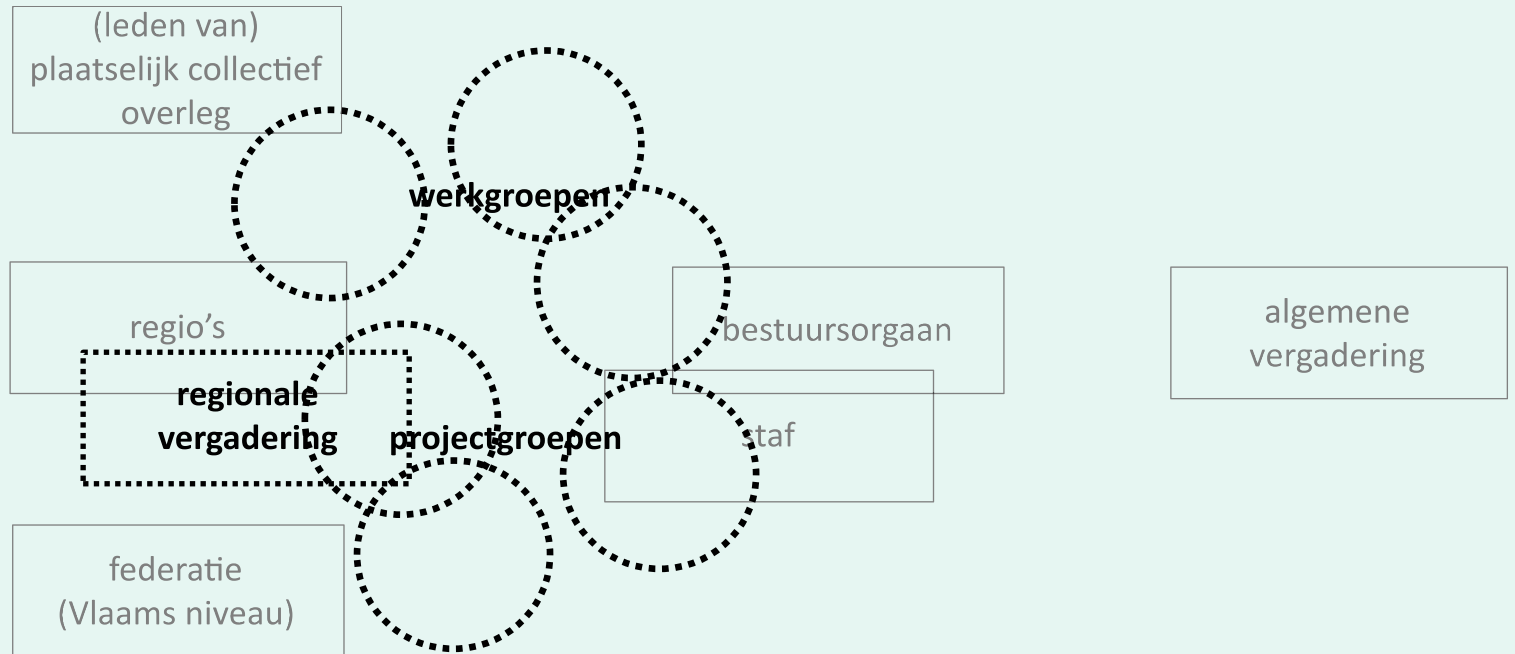 (leden van)
plaatselijk collectief
overleg
werkgroepen
regio’s
bestuursorgaan
algemene
vergadering
regionale
vergadering
projectgroepen
staf
federatie
(Vlaams niveau)